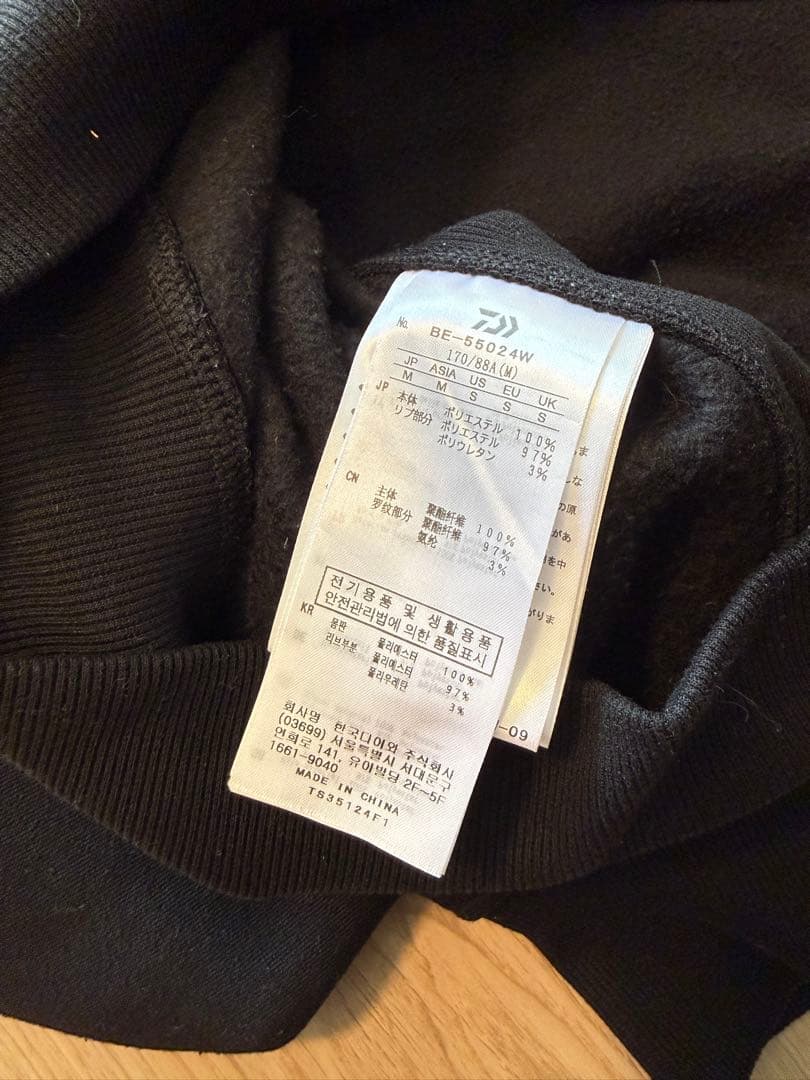 No. BE-55024W
170/88A(M)
JP ASIA US EU UK
M M S S S
JP 本体 ポリエステル 100%
リブ部分 ポリエステル 97%
ポリウレタン 3%
CN
主体 聚酯纤维 100%
罗纹部分 聚酯纤维 97%
氨纶 3%
전기용품 및 생활용품
안전관리법에 의한 품질표시
KR
몸판 폴리에스터 100%
리브부분 폴리에스터 97%
폴리우레탄 3%
회사명 한국다이와 주식회사
(03699) 서울특별시 서대문구
연희로 141, 유아빌딩 2F~5F
1661-9040
MADE IN CHINA
TS35124F1
-09